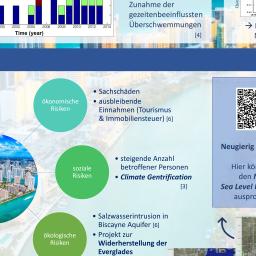 Zunahme der
gezeitenbeeinflussten
Überschwemmungen
[4]
Time (year)
ökonomische
Risiken
• Sachschäden
• ausbleibende
Einnahmen (Tourismus
& Immobiliensteuer) [6]
soziale
Risiken
• steigende Anzahl
betroffener Personen
• Climate Gentrification
[3]
ökologische
Risiken
• Salzwasserintrusion in
Biscayne Aquifer [6]
• Projekt zur
Widerherstellung der
Everglades
Neugierig
Hier kö
den
Sea Level
auspro